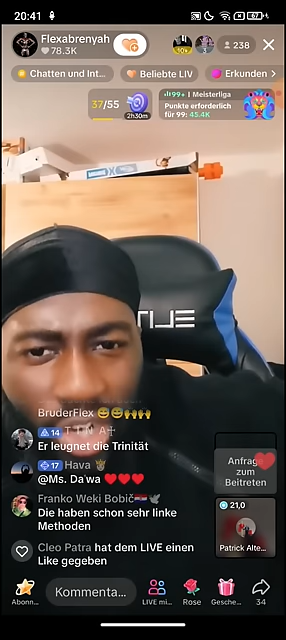 20:41
67
Flexabrenyah
78.3K
238
Chatten und Int...
Beliebte LIV
Erkunden
37/55
2h30m
99+ | Meisterliga
Punkte erforderlich
für 99: 45.4K
BruderFlex 😅😅🙌🙌
14
Er leugnet die Trinität
17 Hava
@Ms. Da'wa ❤️❤️❤️
Franko Weki Bobič🇭🇷🕊
Die haben schon sehr linke
Methoden
Cleo Patra hat dem LIVE einen
Like gegeben
Anfrage
zum
Beitreten
21,0
Patrick Alte...
Abonn...
Kommenta...
LIVE mi...
Rose
Gesche...
34